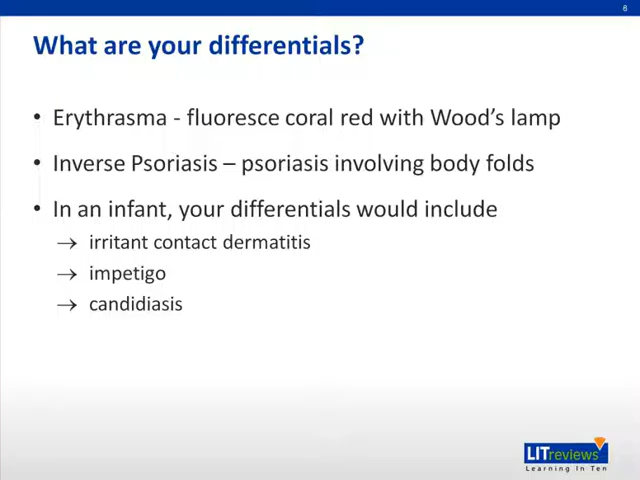 6
What are your differentials?
• Erythrasma - fluoresce coral red with Wood's lamp
• Inverse Psoriasis – psoriasis involving body folds
• In an infant, your differentials would include
→ irritant contact dermatitis
→ impetigo
→ candidiasis
LITreviews
Learning In Ten